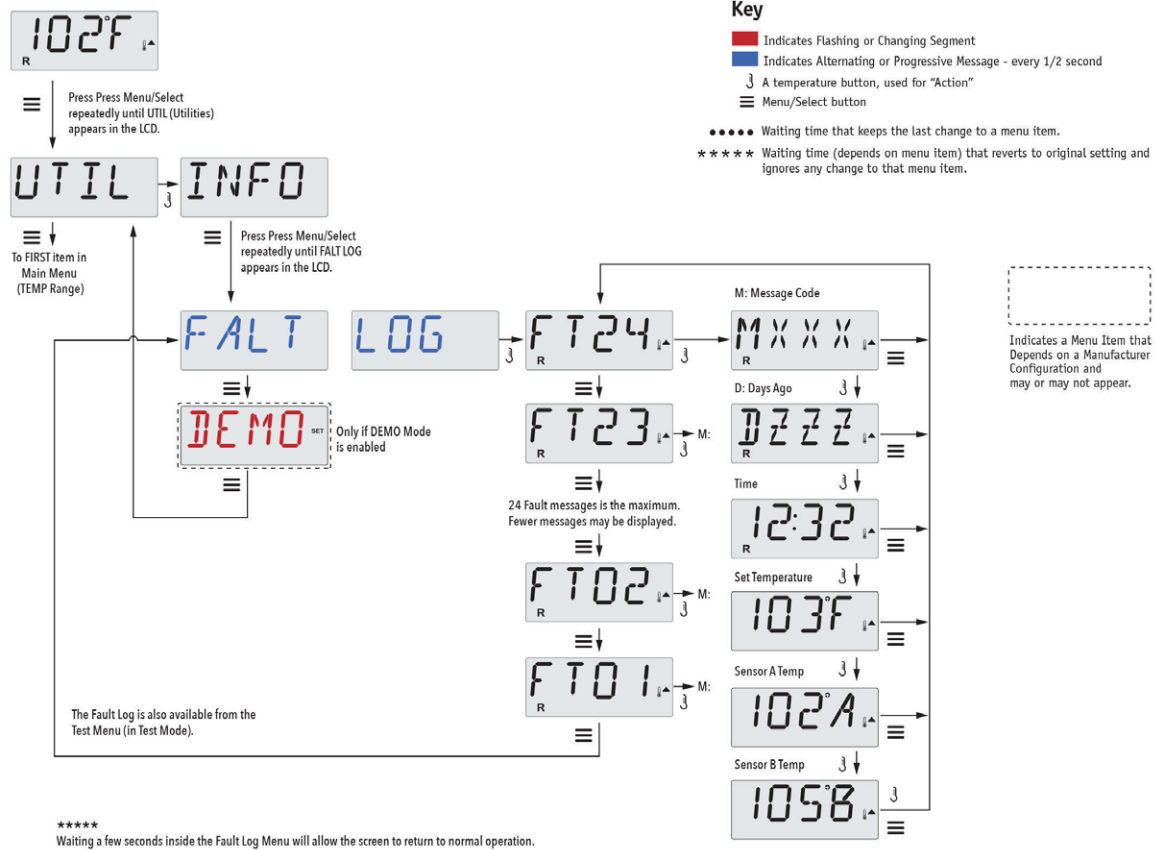 Key
Indicates Flashing or Changing Segment
Indicates Alternating or Progressive Message - every 1/2 second
A temperature button, used for “Action”
Menu/Select button
••••• Waiting time that keeps the last change to a menu item.
***** Waiting time (depends on menu item) that reverts to original setting and
ignores any change to that menu item.
102°F
R
Press Press Menu/Select
repeatedly until UTIL (Utilities)
appears in the LCD.
UTIL
INFO
To FIRST item in
Main Menu
(TEMP Range)
Press Press Menu/Select
repeatedly until FALT LOG
appears in the LCD.
FALT
LOG
DEMO
SET
Only if DEMO Mode
is enabled
FT24
R
FT23
R
M:
24 Fault messages is the maximum.
Fewer messages may be displayed.
FT02
R
M:
FT01
R
M:
M: Message Code
MXXX
R
D: Days Ago
DZZZ
R
Time
12:32
R
Set Temperature
103°F
Sensor A Temp
102°A
Sensor B Temp
105°B
Indicates a Menu Item that
Depends on a Manufacturer
Configuration and
may or may not appear.
The Fault Log is also available from the
Test Menu (in Test Mode).
*****
Waiting a few seconds inside the Fault Log Menu will allow the screen to return to normal operation.